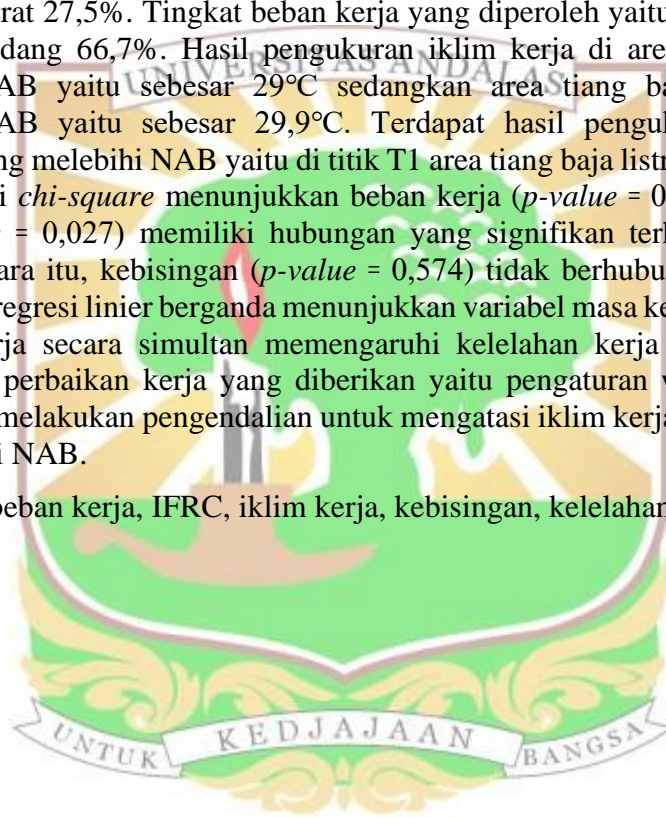 erat 27,5%. Tingkat beban kerja yang diperoleh yaitu
dang 66,7%. Hasil pengukuran iklim kerja di are
AB yaitu sebesar 29°C sedangkan area tiang ba
AB yaitu sebesar 29,9°C. Terdapat hasil penguk
ng melebihi NAB yaitu di titik T1 area tiang baja listr
i chi-square menunjukkan beban kerja (p-value = 0
= 0,027) memiliki hubungan yang signifikan ter
ara itu, kebisingan (p-value = 0,574) tidak berhubu
regresi linier berganda menunjukkan variabel masa ke
rja secara simultan memengaruhi kelelahan kerja
perbaikan kerja yang diberikan yaitu pengaturan
melakukan pengendalian untuk mengatasi iklim kerja
i NAB.
beban kerja, IFRC, iklim kerja, kebisingan, kelelahan
UNIVERSITAS ANDALAS
UNTUK KEDJAJAAN BANGSA